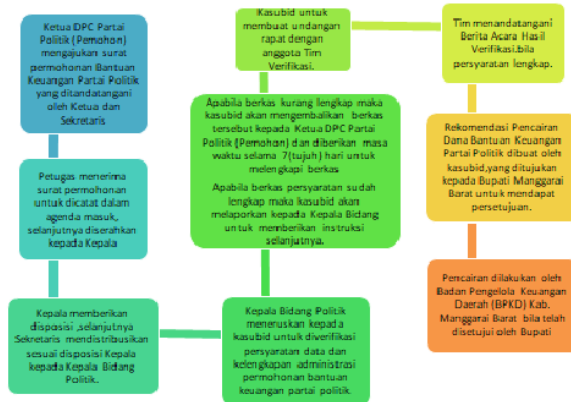 Ketua DPC Partai
Politik (Pemohon)
mengajukan surat
permohonan Bantuan
Keuangan Partai Politik
yang ditandatangani
oleh Ketua dan
Sekretaris
Petugas menerima
surat permohonan
untuk dicatat dalam
agenda masuk,
selanjutnya diserahkan
kepada Kepala
Kepala memberikan
disposisi ,selanjutnya
Sekretaris mendistribusikan
sesuai disposisi Kepala
kepada Kepala Bidang
Politik.
Kepala Bidang Politik
meneruskan kepada
kasubid untuk diverifikasi
persyaratan data dan
kelengkapan administrasi
permohonan bantuan
keuangan partai politik.
Apabila berkas kurang lengkap maka
kasubid akan mengembalikan berkas
tersebut kepada Ketua DPC Partai
Politik (Pemohon) dan diberikan masa
waktu selama 7(tujuh) hari untuk
melengkapi berkas
Apabila berkas persyaratan sudah
lengkap maka kasubid akan
melaporkan kepada Kepala Bidang
untuk memberikan instruksi
selanjutnya.
Kasubid untuk
membuat undangan
rapat dengan
anggota Tim
Verifikasi.
Tim menandatangani
Berita Acara Hasil
Verifikasi.bila
persyaratan lengkap.
Rekomendasi Pencairan
Dana Bantuan Keuangan
Partai Politik dibuat oleh
kasubid,yang ditujukan
kepada Bupati Manggarai
Barat untuk mendapat
persetujuan.
Pencairan dilakukan oleh
Badan Pengelola Keuangan
Daerah (BPKD) Kab.
Manggarai Barat bila telah
disetujui oleh Bupati